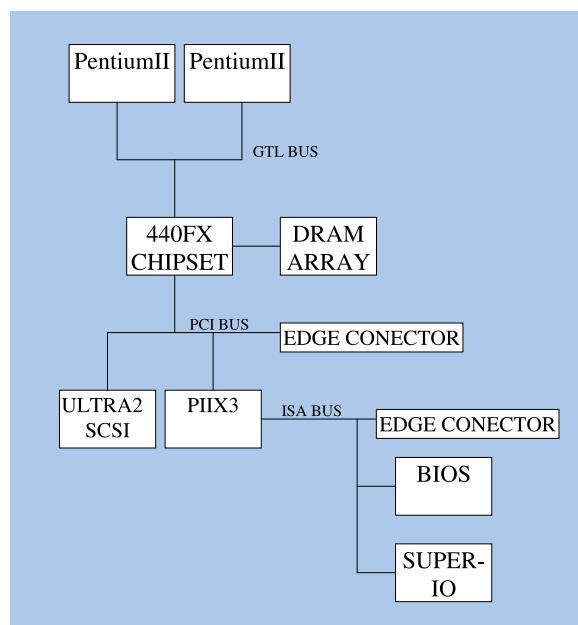 PentiumII
PentiumII
GTL BUS
440FX
CHIPSET
DRAM
ARRAY
PCI BUS
EDGE CONECTOR
ULTRA2
SCSI
PIIX3
ISA BUS
EDGE CONECTOR
BIOS
SUPER-
IO